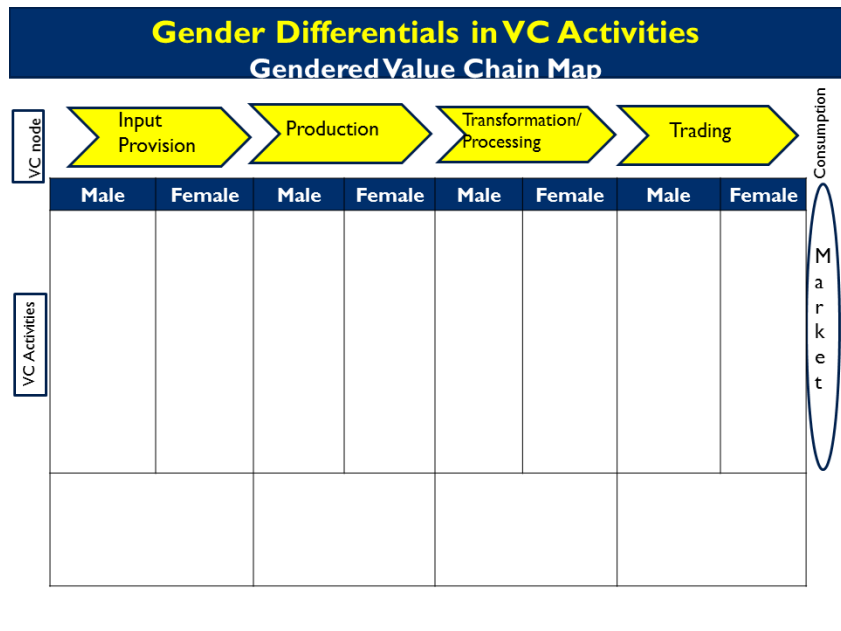 Gender Differentials in VC Activities
Gendered Value Chain Map
VC node
Input
Provision
Production
Transformation/
Processing
Trading
Consumption
Male Female Male Female Male Female Male Female
VC Activities
Market